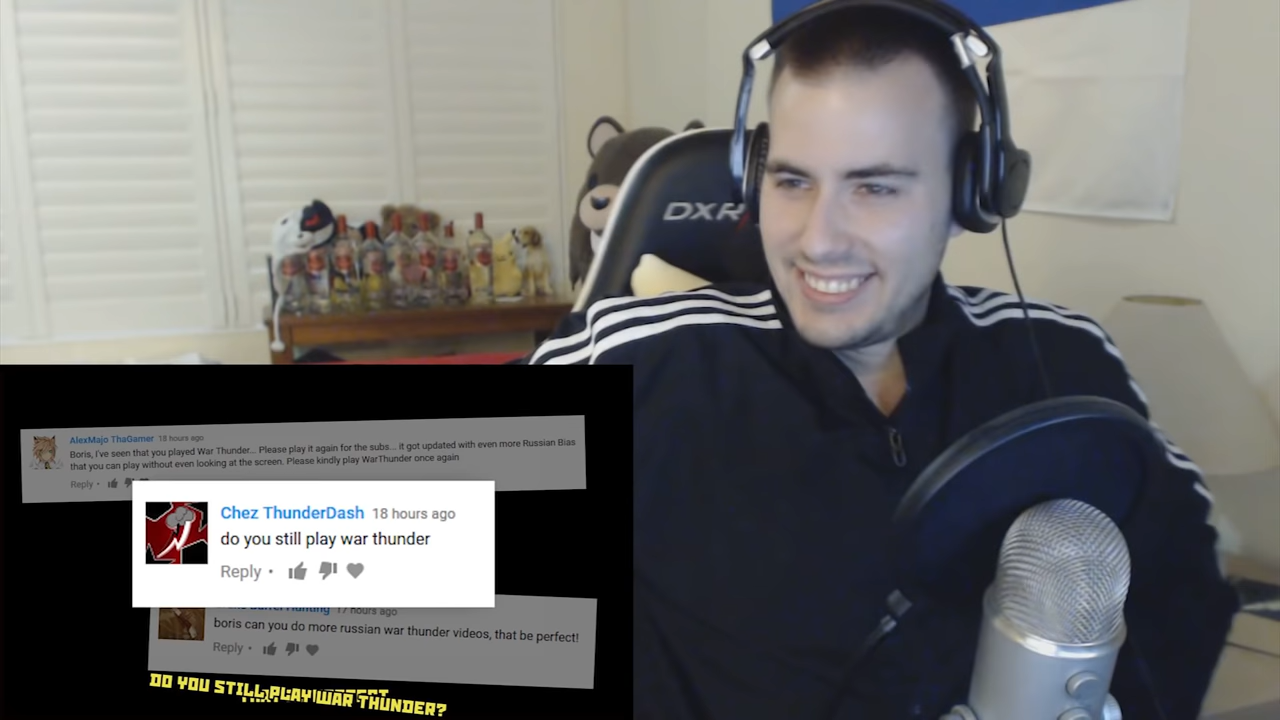 DXR
AlexMajo ThaGamer 18 hours ago
Boris, I've seen that you played War Thunder... Please play it again for the subs... it got updated with even more Russian Bias
that you can play without even looking at the screen. Please kindly play WarThunder once again
Reply •
Chez ThunderDash 18 hours ago
do you still play war thunder
Reply •
Hunting 17 hours ago
boris can you do more russian war thunder videos, that be perfect!
Reply •
DO YOU STILL PLAY WAR THUNDER?